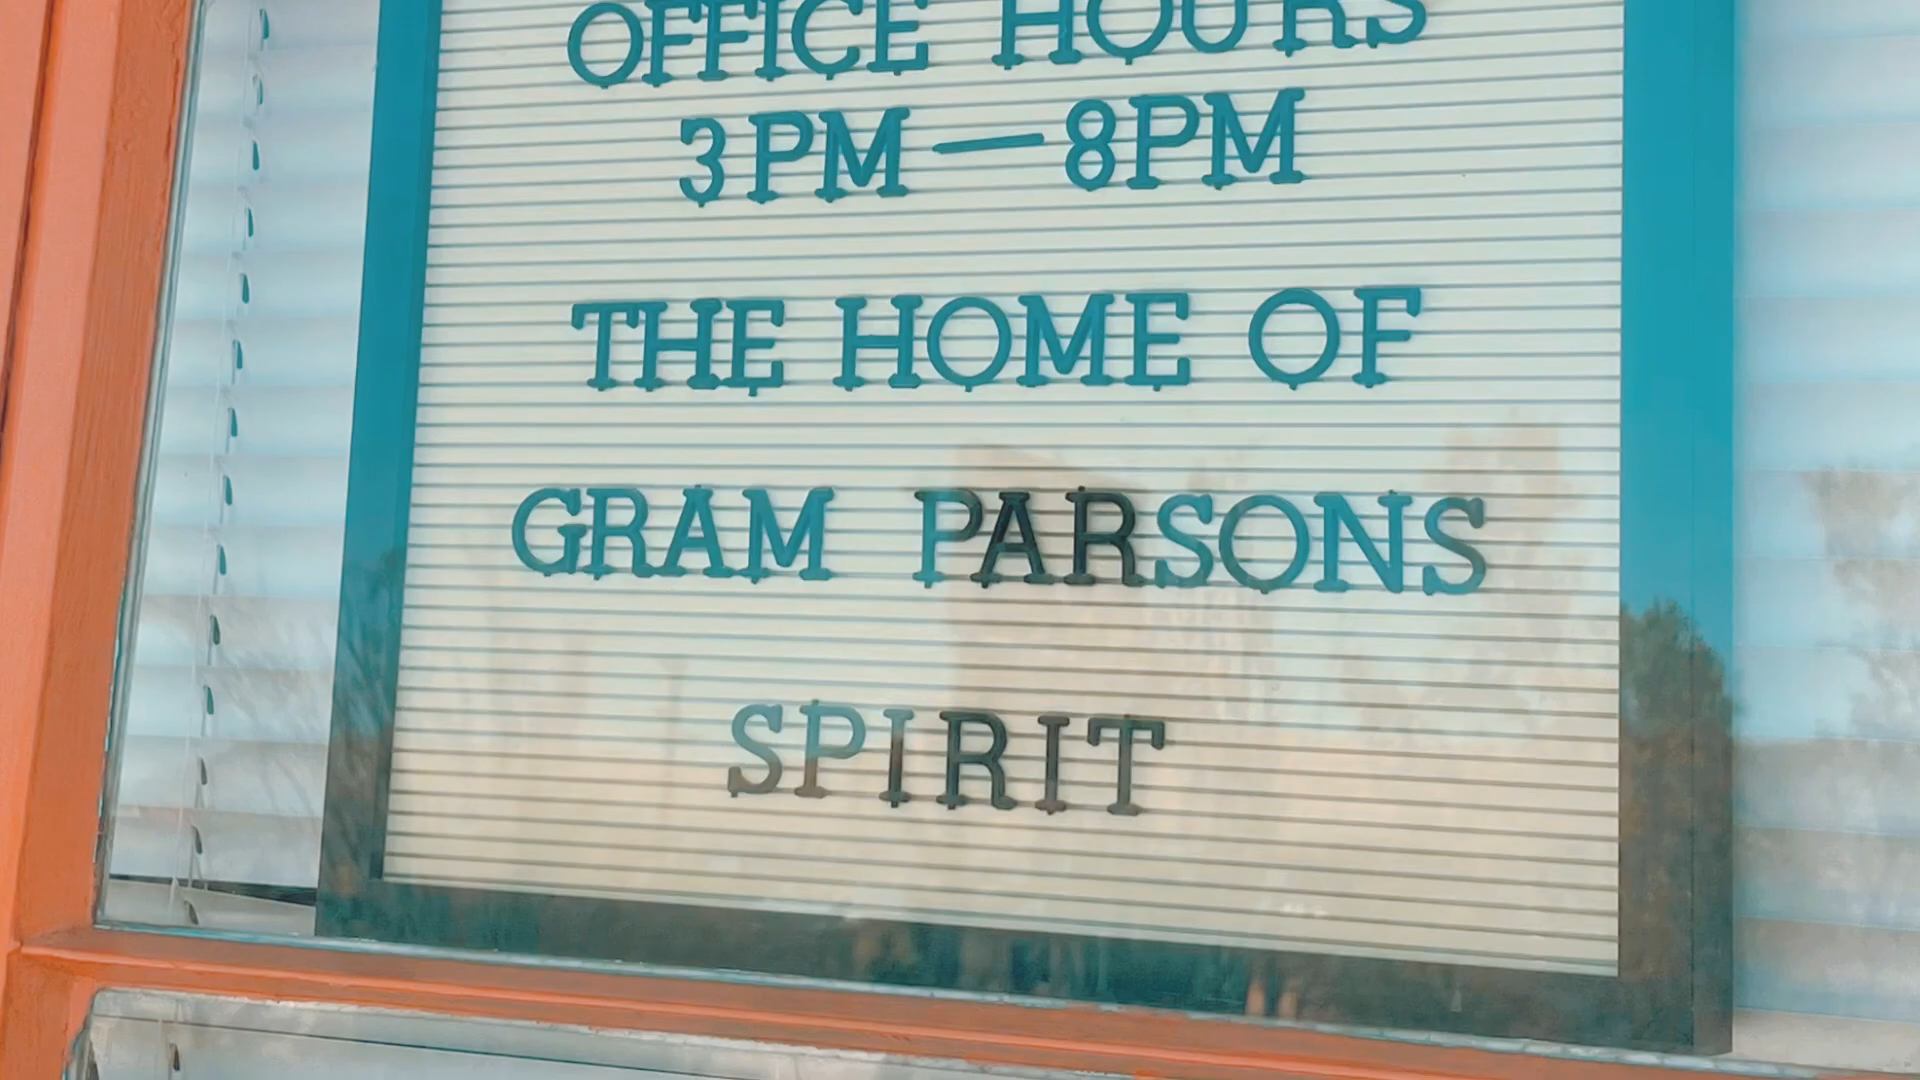 OFFICE HOURS
3PM—8PM
THE HOME OF
GRAM PARSONS
SPIRIT